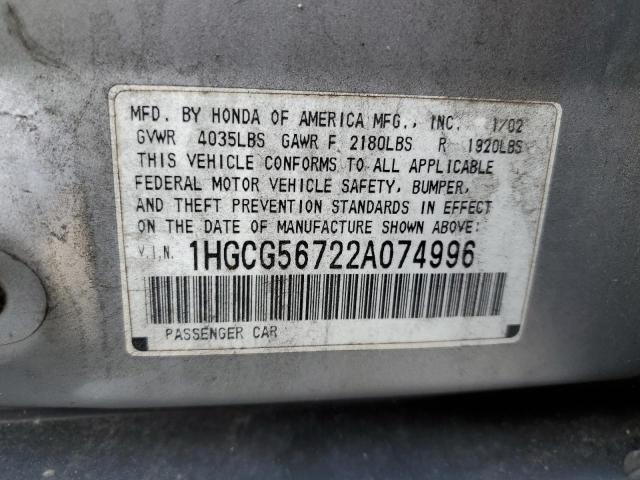 MFD. BY HONDA OF AMERICA MFG., INC. 1/02
GVWR 4035LBS GAWR F 2180LBS R 1920LBS
THIS VEHICLE CONFORMS TO ALL APPLICABLE
FEDERAL MOTOR VEHICLE SAFETY, BUMPER,
AND THEFT PREVENTION STANDARDS IN EFFECT
ON THE DATE OF MANUFACTURE SHOWN ABOVE:
V.I.N. 1HGCG56722A074996
PASSENGER CAR